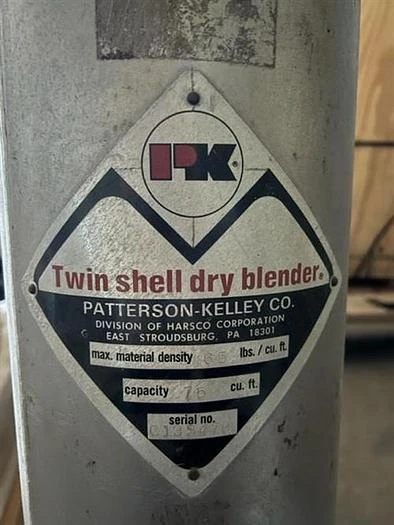 PK
Twin shell dry blender®
PATTERSON-KELLEY CO.
DIVISION OF HARSCO CORPORATION
EAST STROUDSBURG, PA 18301
max. material density 65 lbs. / cu. ft.
capacity 75 cu. ft.
serial no.